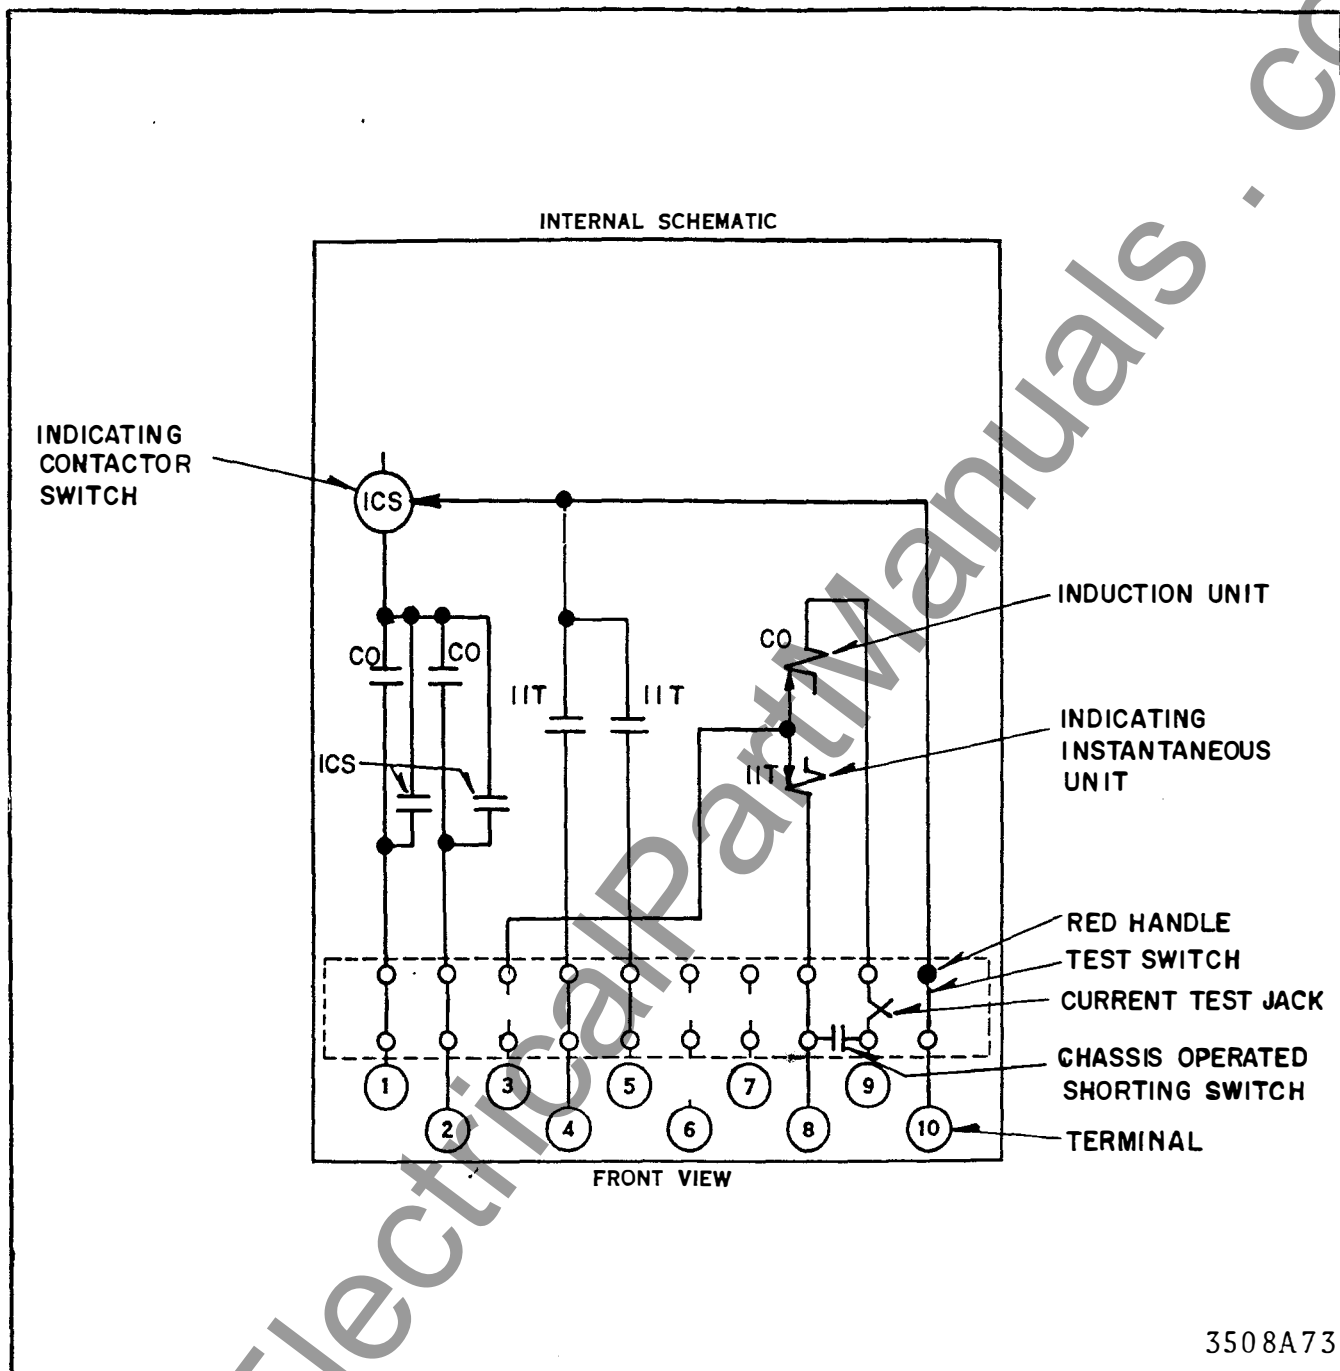 INTERNAL SCHEMATIC
INDICATING
CONTACTOR
SWITCH
ICS
CO
CO
IIT
IIT
ICS
CO
IIT
INDUCTION UNIT
INDICATING
INSTANTANEOUS
UNIT
RED HANDLE
TEST SWITCH
CURRENT TEST JACK
CHASSIS OPERATED
SHORTING SWITCH
TERMINAL
1
2
3
4
5
6
7
8
9
10
FRONT VIEW
3508A73
ElectricalPartManuals . co